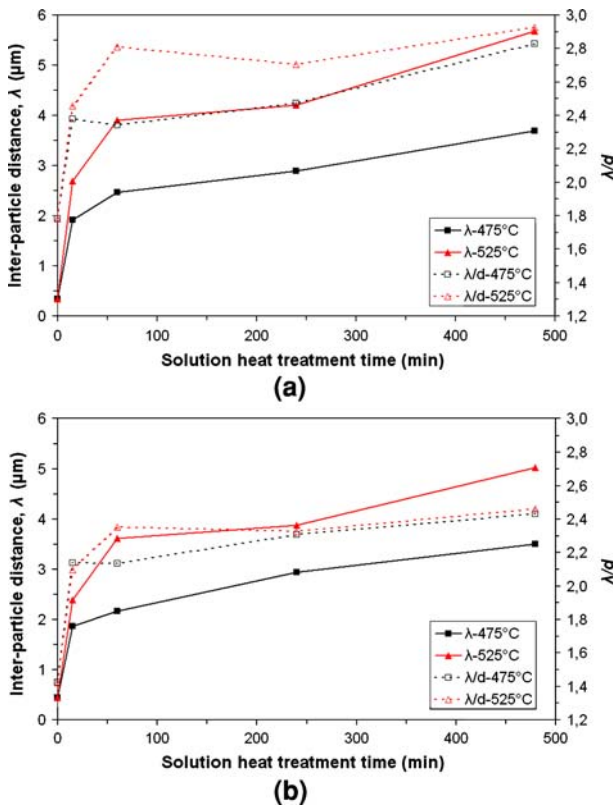 6
3,0
5
2,8
2,6
4
2,4
3
2,2
2,0
2
1,8
1,6
1
1,4
0
1,2
Inter-particle distance, λ (µm)
λ/d
λ-475°C
λ-525°C
λ/d-475°C
λ/d-525°C
0 100 200 300 400 500
Solution heat treatment time (min)
(a)
6
3,0
5
2,8
2,6
4
2,4
3
2,2
2,0
2
1,8
1,6
1
1,4
0
1,2
Inter-particle distance, λ (µm)
λ/d
λ-475°C
λ-525°C
λ/d-475°C
λ/d-525°C
0 100 200 300 400 500
Solution heat treatment time (min)
(b)